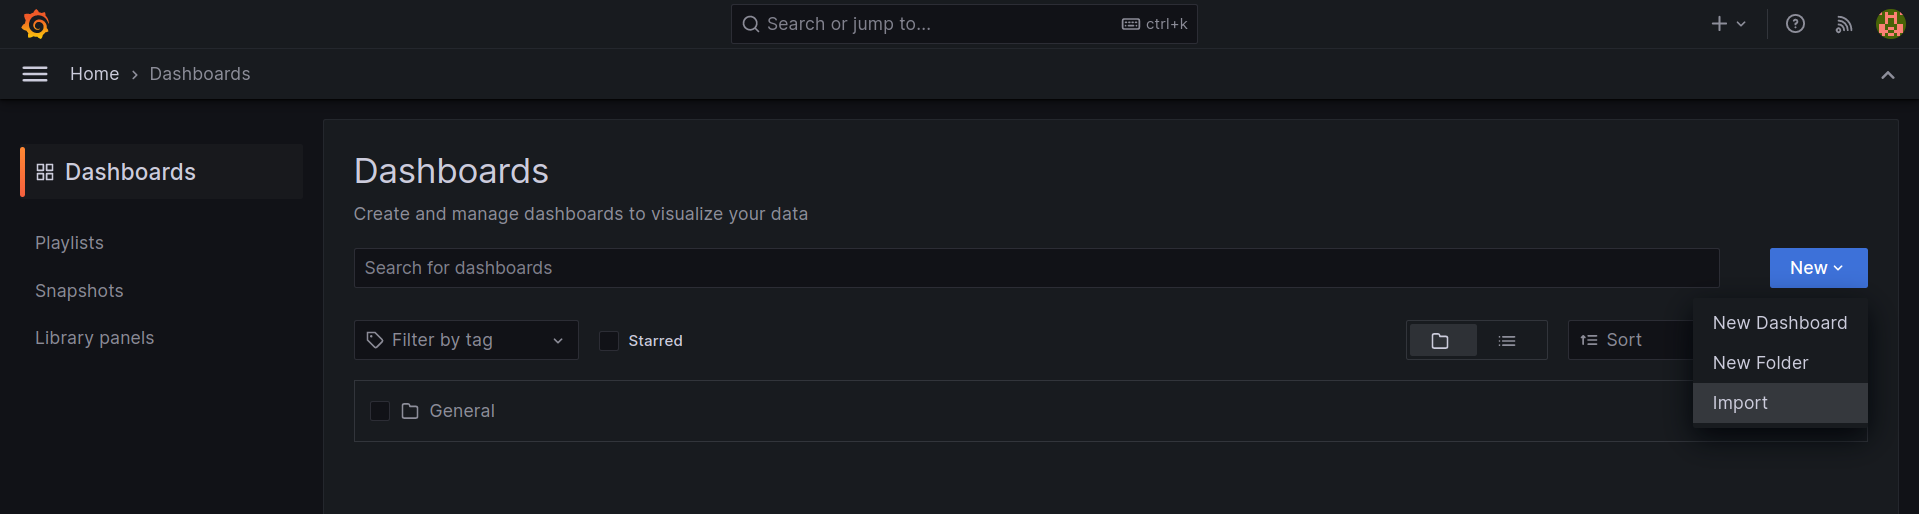 Search or jump to...
ctrl+k
Home › Dashboards
Dashboards
Playlists
Snapshots
Library panels
Dashboards
Create and manage dashboards to visualize your data
Search for dashboards
New
New Dashboard
New Folder
Import
Filter by tag
Starred
Sort
General